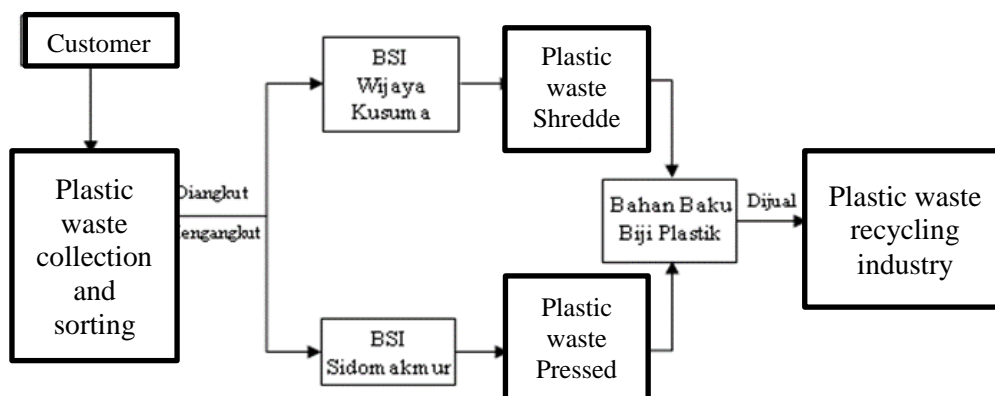 Customer
Plastic
waste
collection
and
sorting
Diangkut
BSI
Wijaya
Kusuma
Plastic
waste
Shredde
BSI
Sidomakmur
Plastic
waste
Pressed
Bahan Baku
Biji Plastik
Dijual
Plastic waste
recycling
industry